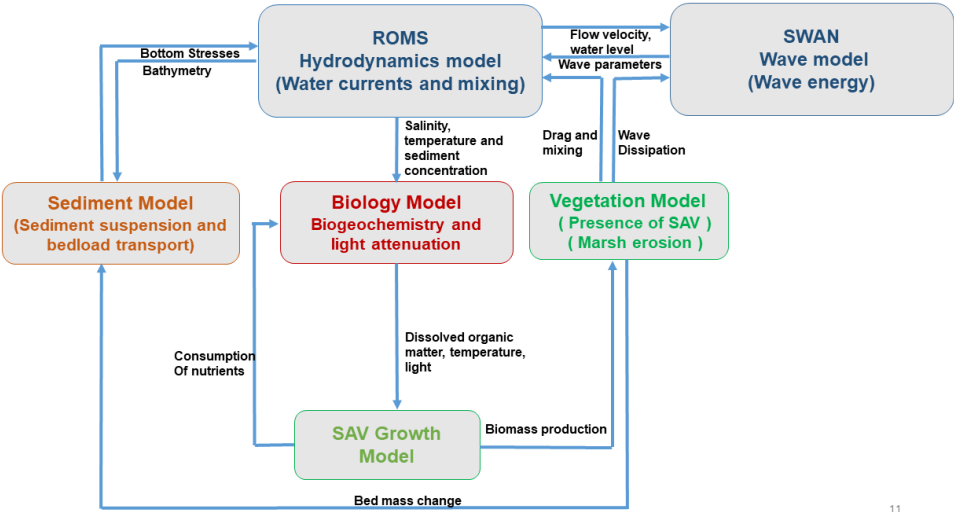 ROMS
Hydrodynamics model
(Water currents and mixing)
Flow velocity,
water level
Wave parameters
SWAN
Wave model
(Wave energy)
Bottom Stresses
Bathymetry
Salinity,
temperature and
sediment
concentration
Drag and
mixing
Wave
Dissipation
Sediment Model
(Sediment suspension and
bedload transport)
Biology Model
Biogeochemistry and
light attenuation
Vegetation Model
( Presence of SAV )
( Marsh erosion )
Consumption
Of nutrients
Dissolved organic
matter, temperature,
light
SAV Growth
Model
Biomass production
Bed mass change
11